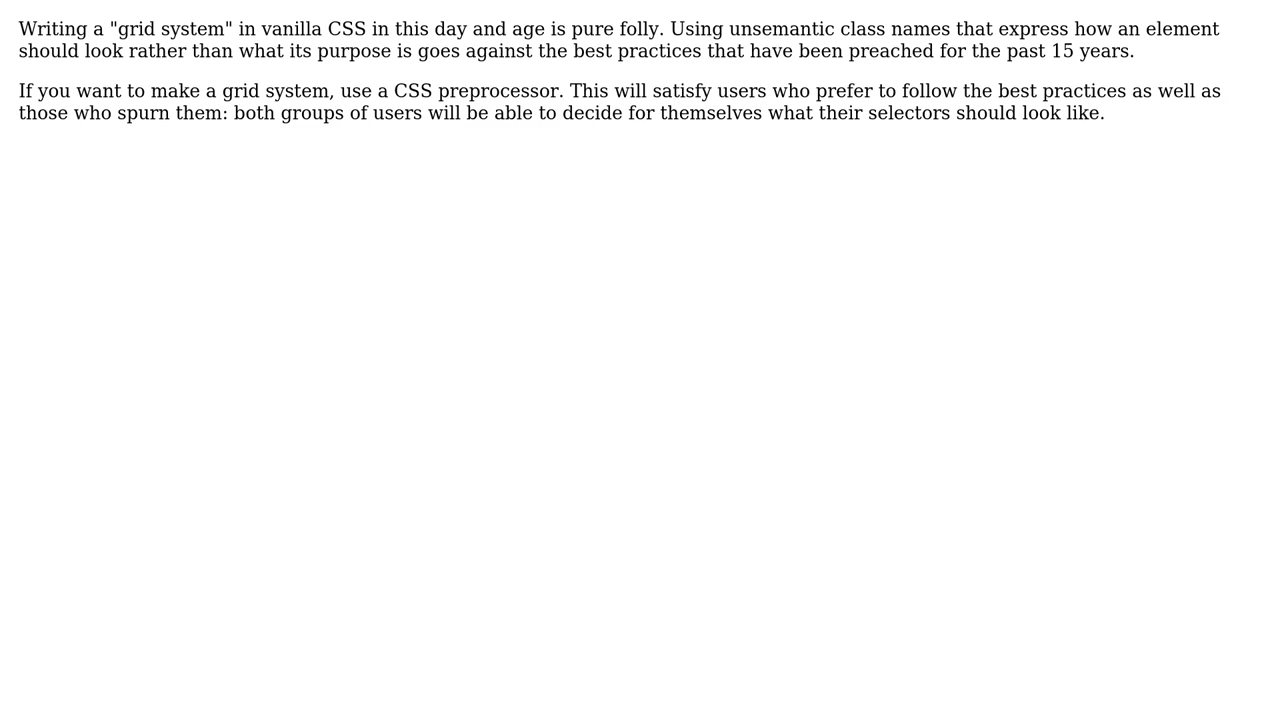 Writing a "grid system" in vanilla CSS in this day and age is pure folly. Using unsemantic class names that express how an element
should look rather than what its purpose is goes against the best practices that have been preached for the past 15 years.
If you want to make a grid system, use a CSS preprocessor. This will satisfy users who prefer to follow the best practices as well as
those who spurn them: both groups of users will be able to decide for themselves what their selectors should look like.